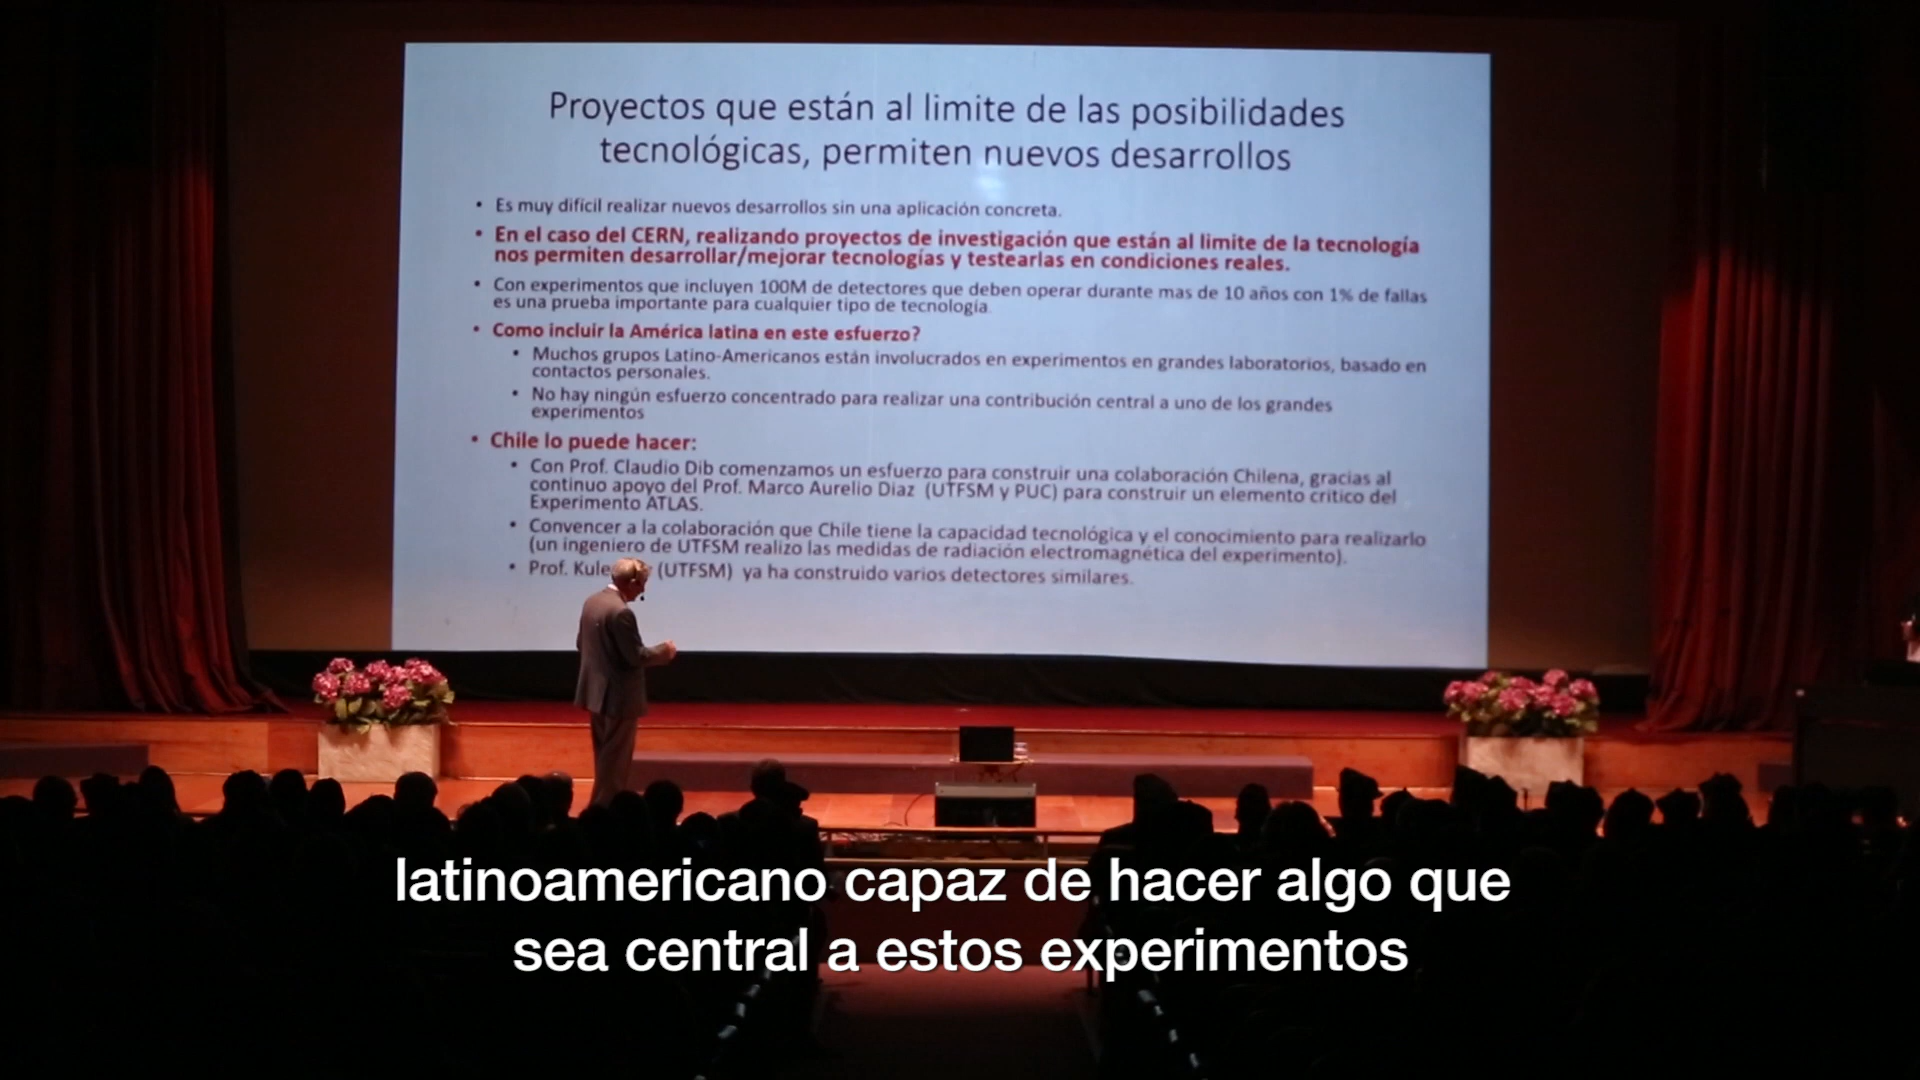 Proyectos que están al limite de las posibilidades
tecnológicas, permiten nuevos desarrollos
• Es muy difícil realizar nuevos desarrollos sin una aplicación concreta.
• En el caso del CERN, realizando proyectos de investigación que están al limite de la tecnología
nos permiten desarrollar/mejorar tecnologías y testearlas en condiciones reales.
• Con experimentos que incluyen 100M de detectores que deben operar durante mas de 10 años con 1% de fallas
es una prueba importante para cualquier tipo de tecnología.
• Como incluir la América latina en este esfuerzo?
• Muchos grupos Latino-Americanos están involucrados en experimentos en grandes laboratorios, basado en
contactos personales.
• No hay ningún esfuerzo concentrado para realizar una contribución central a uno de los grandes
experimentos
• Chile lo puede hacer:
• Con Prof. Claudio Dib comenzamos un esfuerzo para construir una colaboración Chilena, gracias al
continuo apoyo del Prof. Marco Aurelio Diaz (UTFSM y PUC) para construir un elemento critico del
Experimento ATLAS.
• Convencer a la colaboración que Chile tiene la capacidad tecnológica y el conocimiento para realizarlo
(un ingeniero de UTFSM realizo las medidas de radiación electromagnética del experimento).
• Prof. (UTFSM) ya ha construido varios detectores similares.
latinoamericano capaz de hacer algo que
sea central a estos experimentos